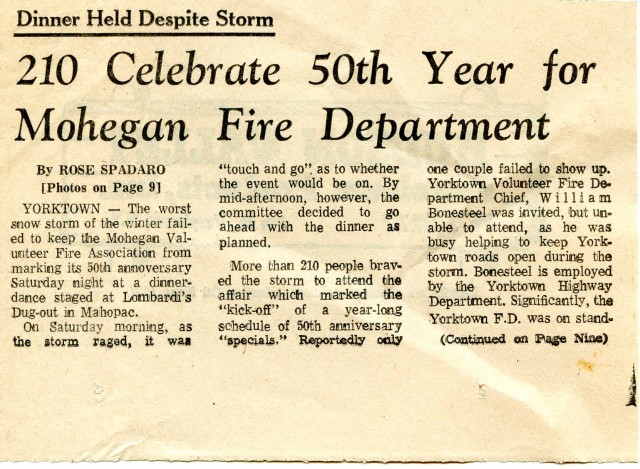 Dinner Held Despite Storm
210 Celebrate 50th Year for
Mohegan Fire Department
By ROSE SPADARO
[Photos on Page 9]
YORKTOWN — The worst
snow storm of the winter fail-
ed to keep the Mohegan Val-
unteer Fire Association from
marking its 50th annoversary
Saturday night at a dinner-
dance staged at Lombardi's
Dug-out in Mahopac.
On Saturday morning, as
the storm raged, it was
"touch and go", as to whether
the event would be on. By
mid-afternoon, however, the
committee decided to go
ahead with the dinner as
planned.
More than 210 people brav-
ed the storm to attend the
affair which marked the
"kick-off" of a year-long
schedule of 50th anniversary
"specials." Reportedly only
one couple failed to show up.
Yorktown Volunteer Fire De-
partment Chief, William
Bonesteel was invited, but un-
able to attend, as he was
busy helping to keep York-
town roads open during the
storm. Bonesteel is employed
by the Yorktown Highway
Department. Significantly, the
Yorktown F.D. was on stand-
(Continued on Page Nine)